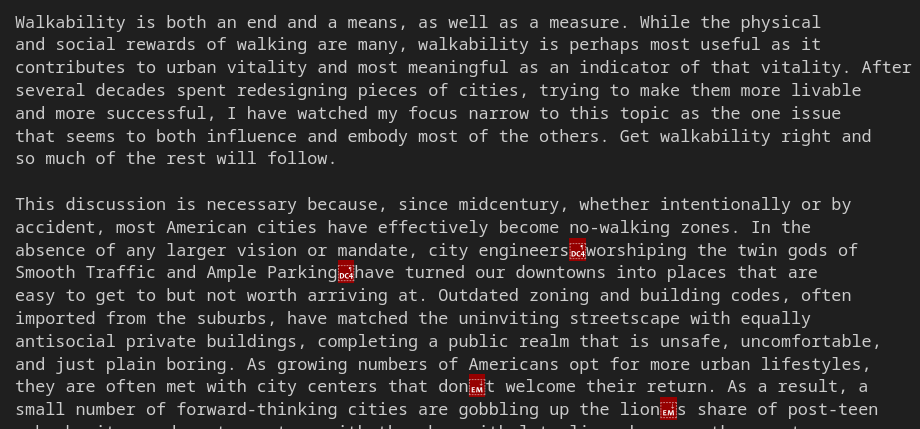 Walkability is both an end and a means, as well as a measure. While the physical
and social rewards of walking are many, walkability is perhaps most useful as it
contributes to urban vitality and most meaningful as an indicator of that vitality. After
several decades spent redesigning pieces of cities, trying to make them more livable
and more successful, I have watched my focus narrow to this topic as the one issue
that seems to both influence and embody most of the others. Get walkability right and
so much of the rest will follow.

This discussion is necessary because, since midcentury, whether intentionally or by
accident, most American cities have effectively become no-walking zones. In the
absence of any larger vision or mandate, city engineersDC4worshiping the twin gods of
Smooth Traffic and Ample ParkingDC4have turned our downtowns into places that are
easy to get to but not worth arriving at. Outdated zoning and building codes, often
imported from the suburbs, have matched the uninviting streetscape with equally
antisocial private buildings, completing a public realm that is unsafe, uncomfortable,
and just plain boring. As growing numbers of Americans opt for more urban lifestyles,
they are often met with city centers that donEMt welcome their return. As a result, a
small number of forward-thinking cities are gobbling up the lionEMs share of post-teen